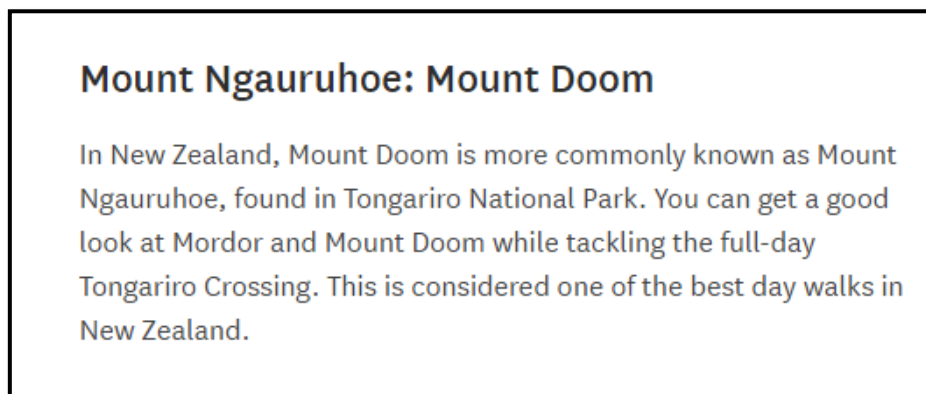 Mount Ngauruhoe: Mount Doom
In New Zealand, Mount Doom is more commonly known as Mount
Ngauruhoe, found in Tongariro National Park. You can get a good
look at Mordor and Mount Doom while tackling the full-day
Tongariro Crossing. This is considered one of the best day walks in
New Zealand.